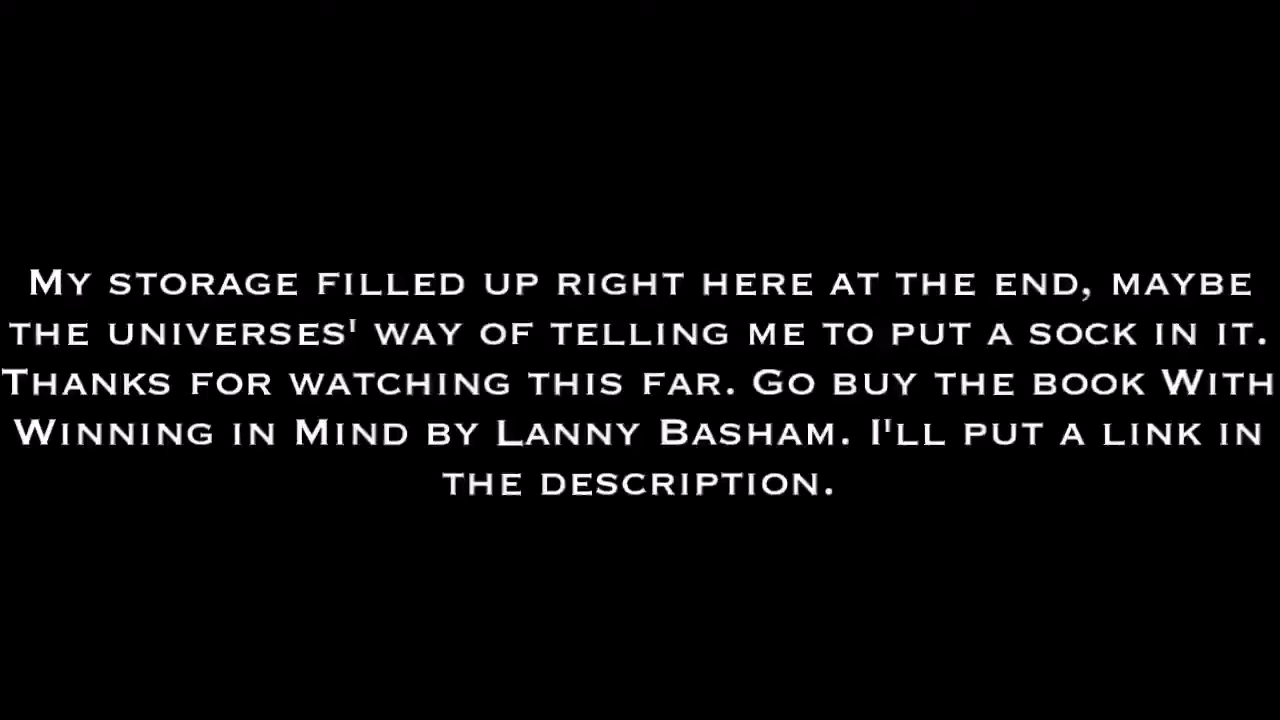 My storage filled up right here at the end, maybe
the universes' way of telling me to put a sock in it.
Thanks for watching this far. Go buy the book With
Winning in Mind by Lanny Basham. I'll put a link in
the description.